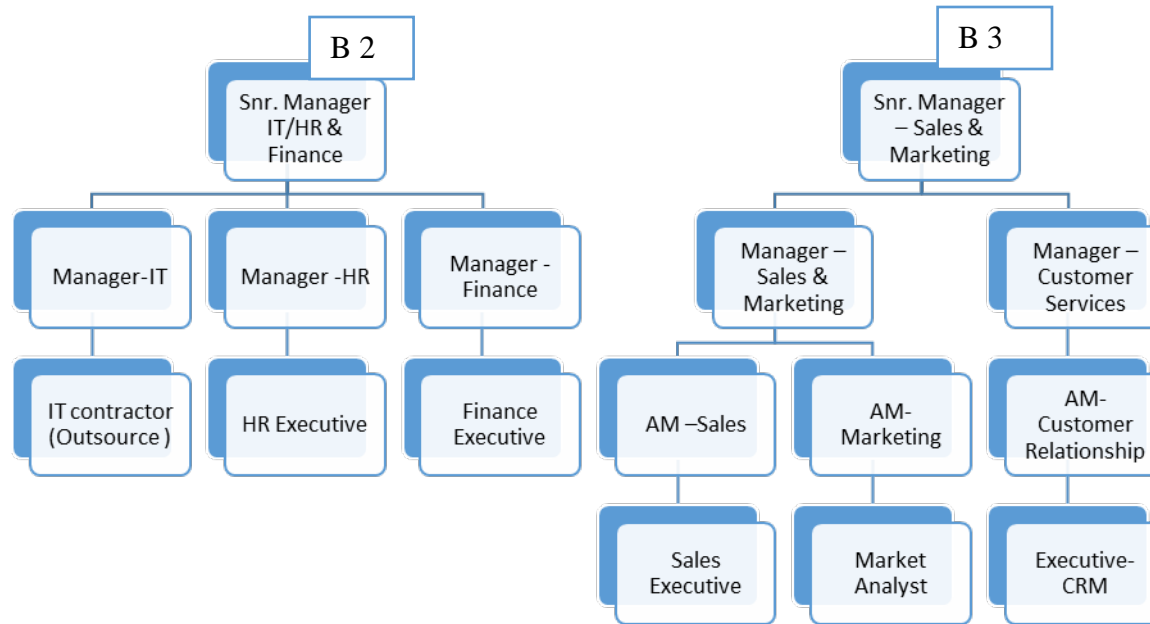 B 2
B 3
Snr. Manager
IT/HR &
Finance
Snr. Manager
– Sales &
Marketing
Manager-IT
Manager -HR
Manager -
Finance
Manager –
Sales &
Marketing
Manager –
Customer
Services
IT contractor
(Outsource )
HR Executive
Finance
Executive
AM –Sales
AM-
Marketing
AM-
Customer
Relationship
Sales
Executive
Market
Analyst
Executive-
CRM